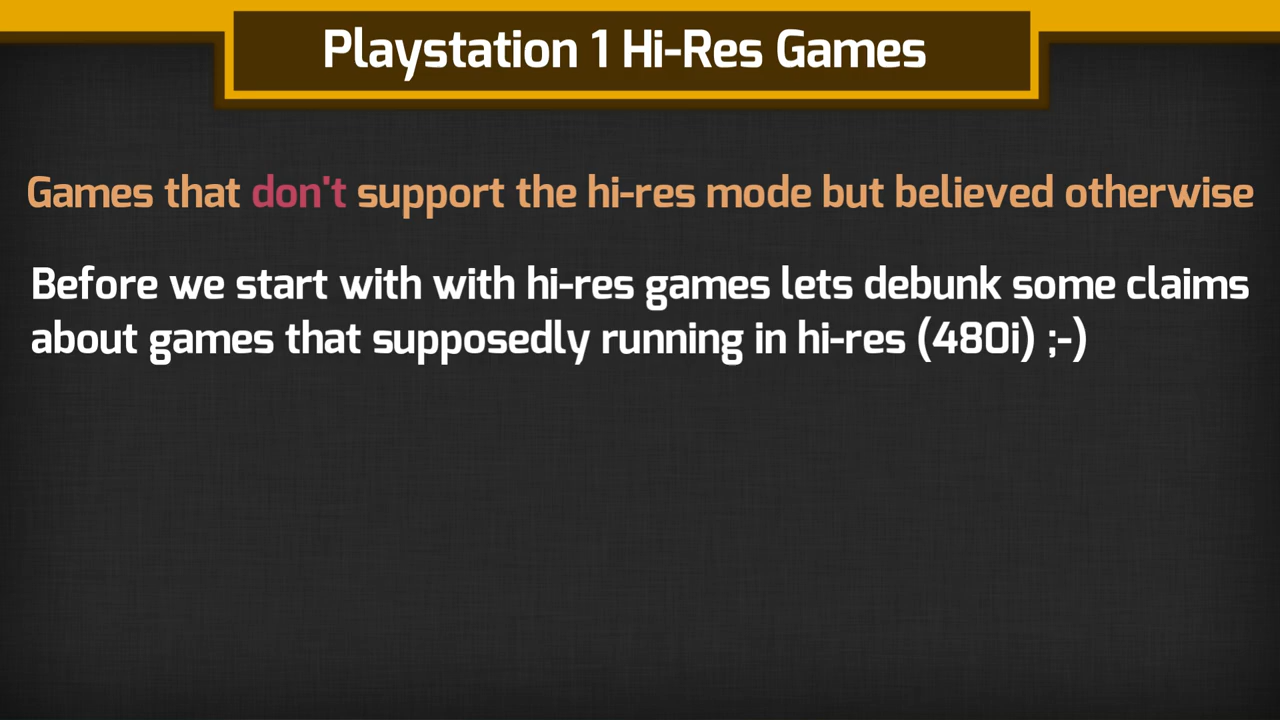 Playstation 1 Hi-Res Games
Games that don't support the hi-res mode but believed otherwise
Before we start with with hi-res games lets debunk some claims
about games that supposedly running in hi-res (480i) ;-)